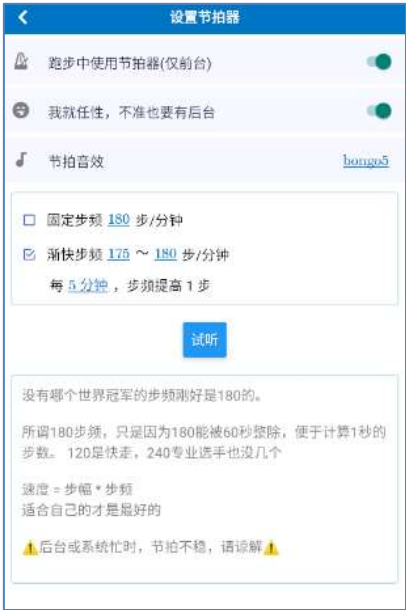 设置节拍器
跑步中使用节拍器(仅前台)
我就任性，不准也要有后台
节拍音效 bongo5
固定步频 180 步/分钟
渐快步频 175 ～ 180 步/分钟
每 5 分钟 ，步频提高 1 步
试听
没有哪个世界冠军的步频刚好是180的。
所谓180步频，只是因为180能被60秒整除，便于计算1秒的
步数。 120是快走，240专业选手也没几个
速度 = 步幅 * 步频
适合自己的才是最好的
⚠️后台或系统忙时，节拍不稳，请谅解⚠️